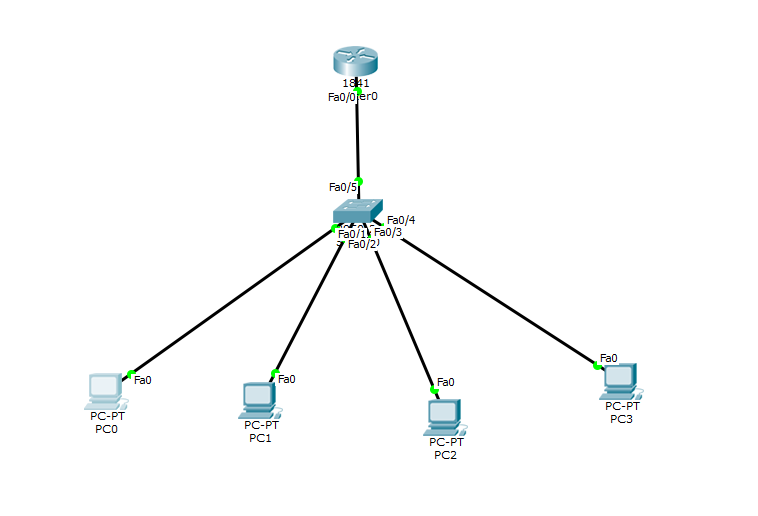 1841
Fa0/0
er0
Fa0/5
Fa0/4
Fa0/1
Fa0/3
Fa0/2
Fa0
PC-PT
PC0
Fa0
PC-PT
PC1
Fa0
PC-PT
PC2
Fa0
PC-PT
PC3